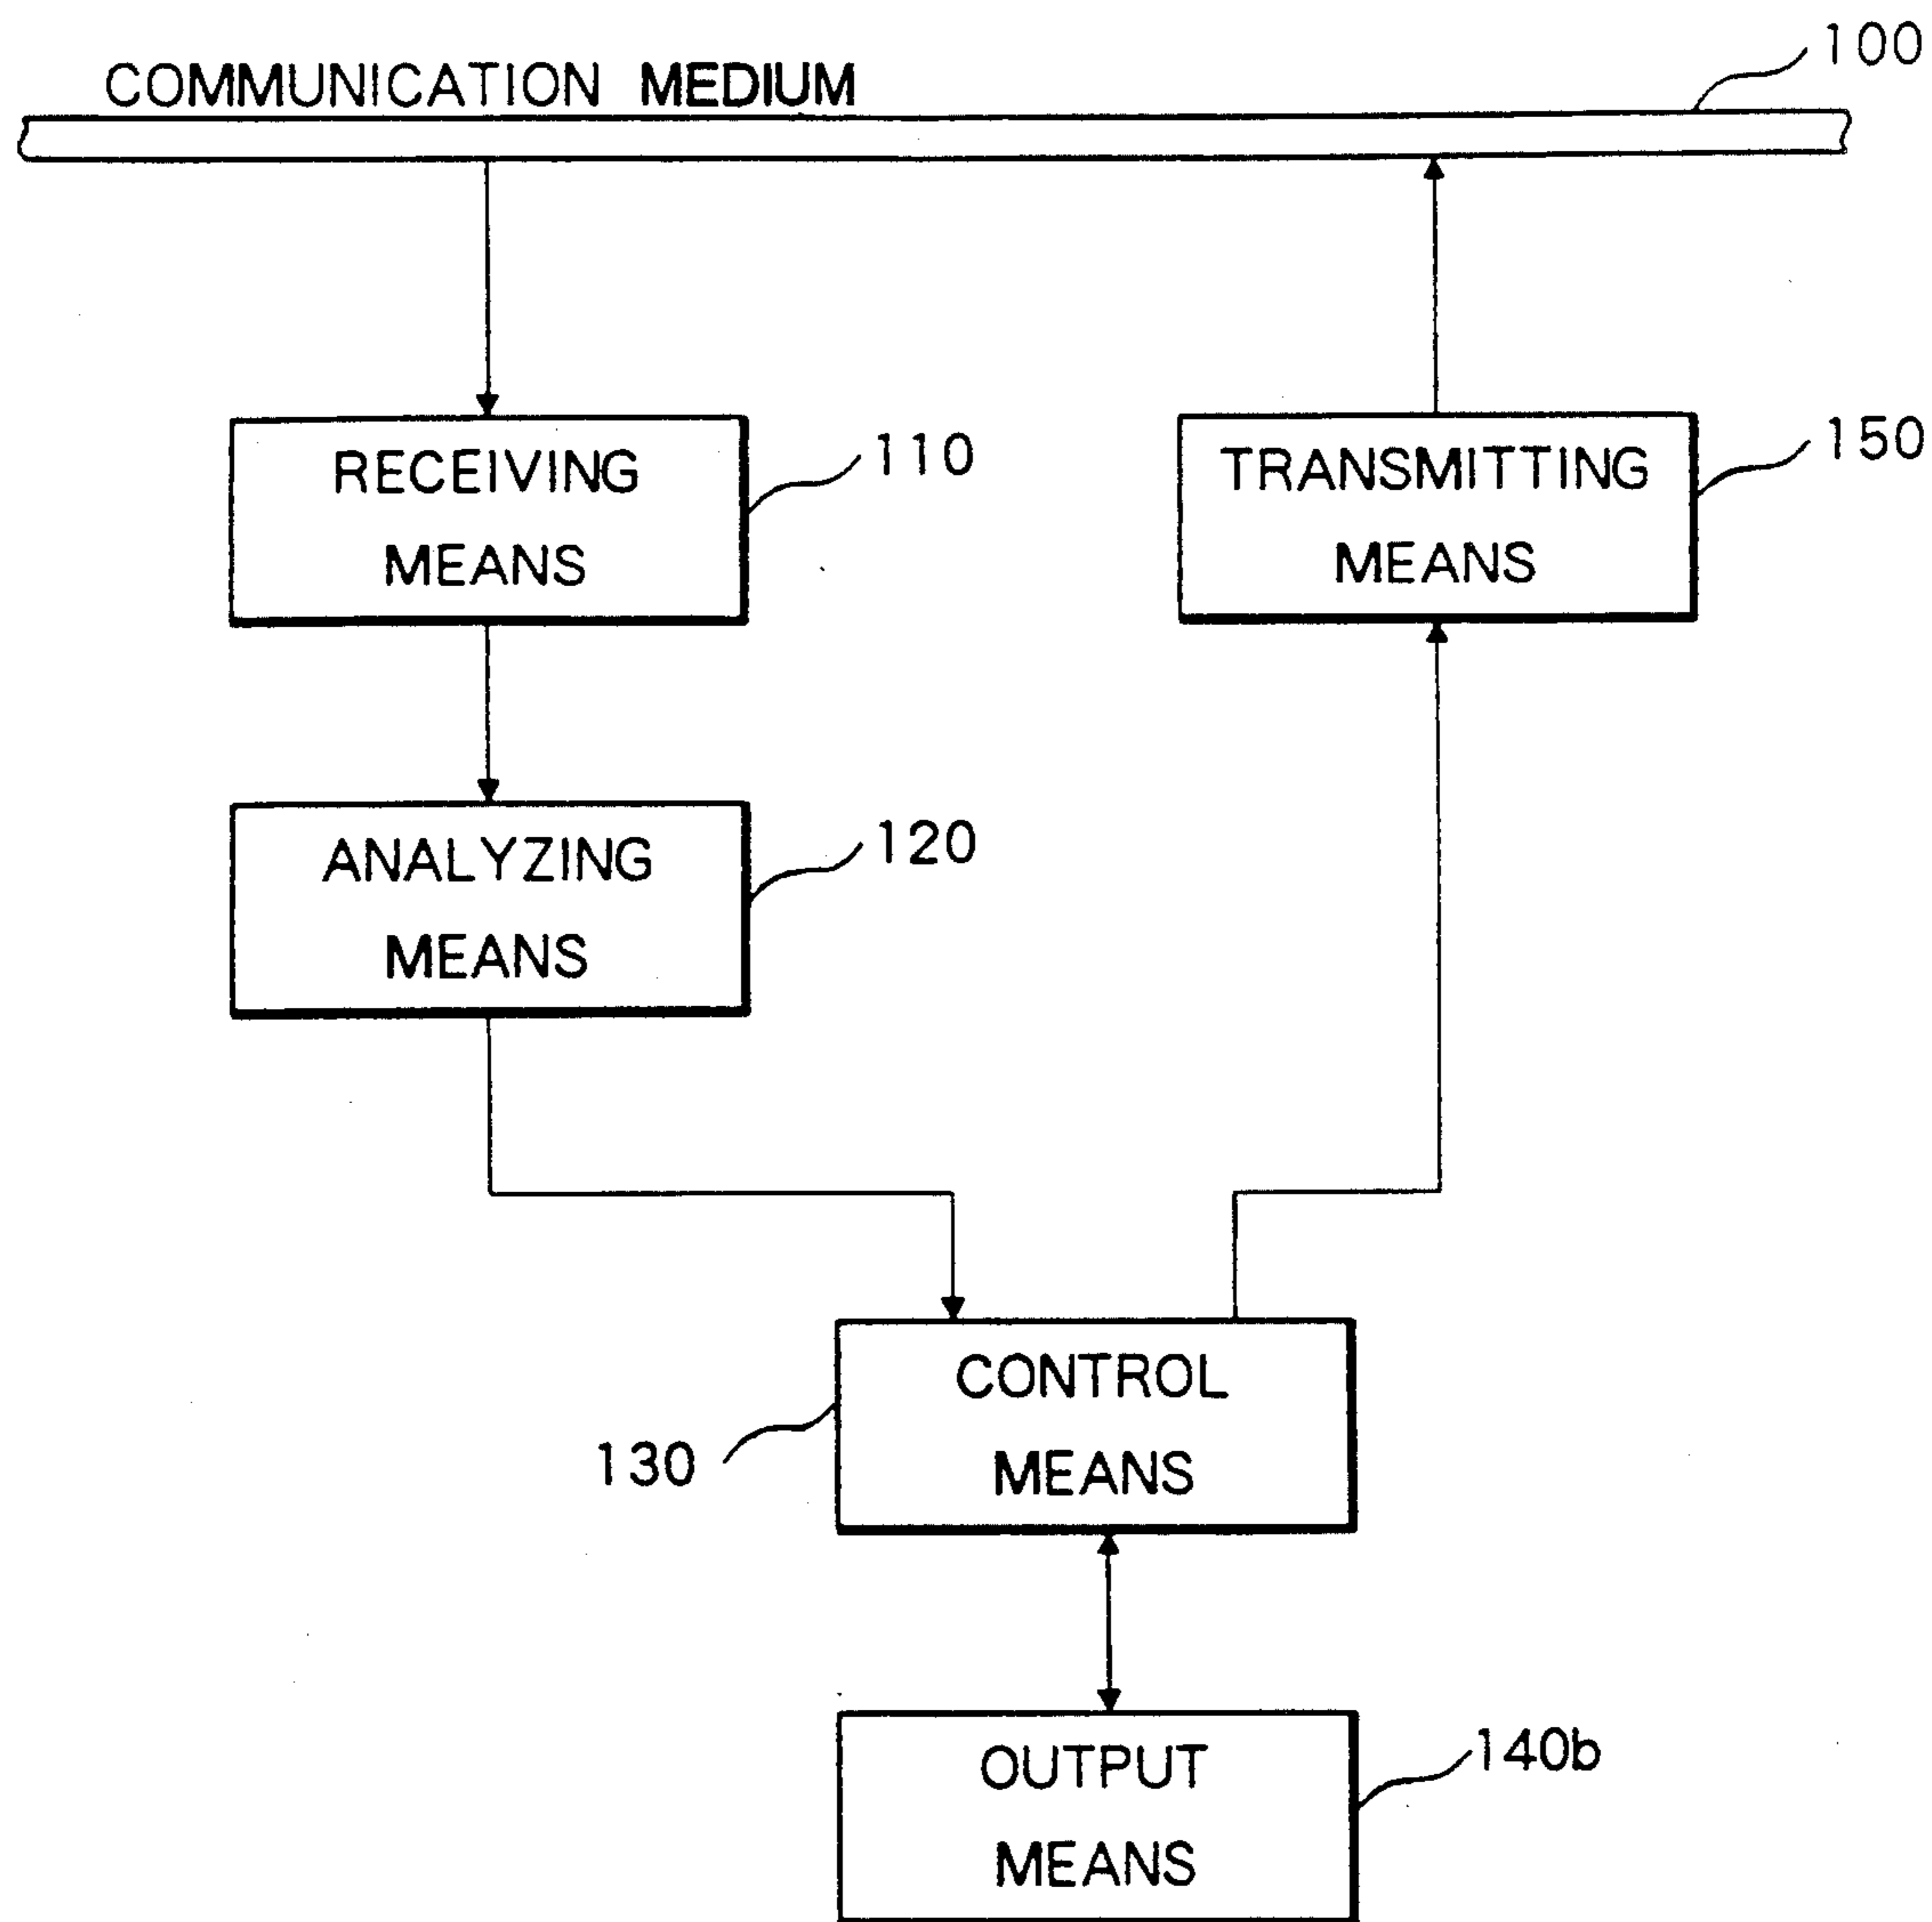 100
COMMUNICATION MEDIUM
RECEIVING
MEANS
110
TRANSMITTING
MEANS
150
ANALYZING
MEANS
120
CONTROL
MEANS
130
OUTPUT
MEANS
140b